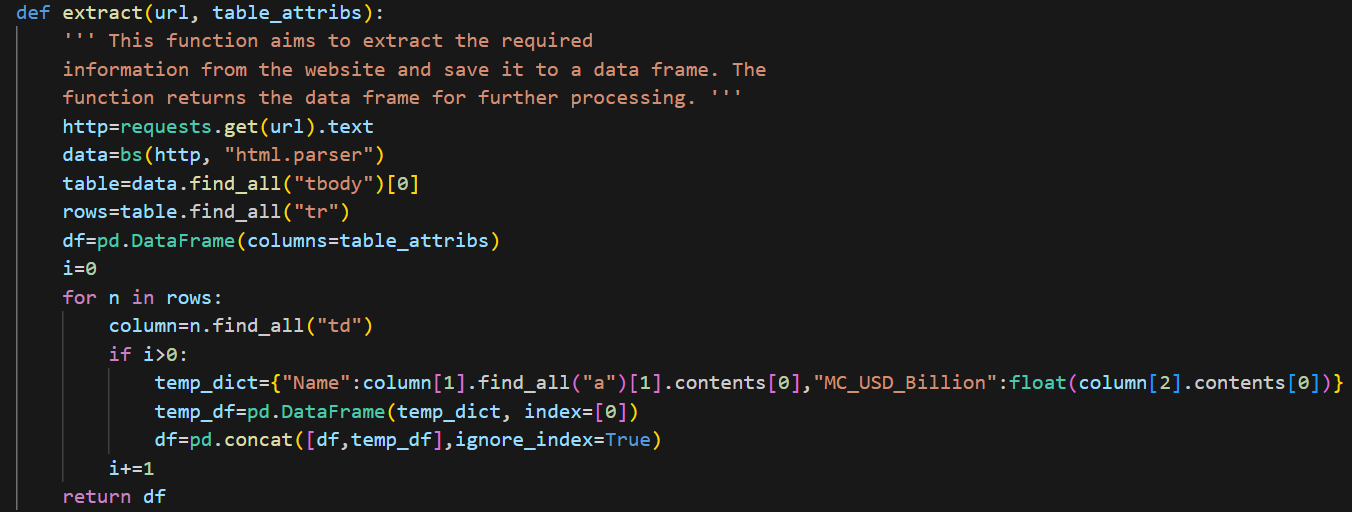 def extract(url, table_attribs):
    ''' This function aims to extract the required
    information from the website and save it to a data frame. The
    function returns the data frame for further processing. '''
    http=requests.get(url).text
    data=bs(http, "html.parser")
    table=data.find_all("tbody")[0]
    rows=table.find_all("tr")
    df=pd.DataFrame(columns=table_attribs)
    i=0
    for n in rows:
        column=n.find_all("td")
        if i>0:
            temp_dict={"Name":column[1].find_all("a")[1].contents[0],"MC_USD_Billion":float(column[2].contents[0])}
            temp_df=pd.DataFrame(temp_dict, index=[0])
            df=pd.concat([df,temp_df],ignore_index=True)
        i+=1
    return df